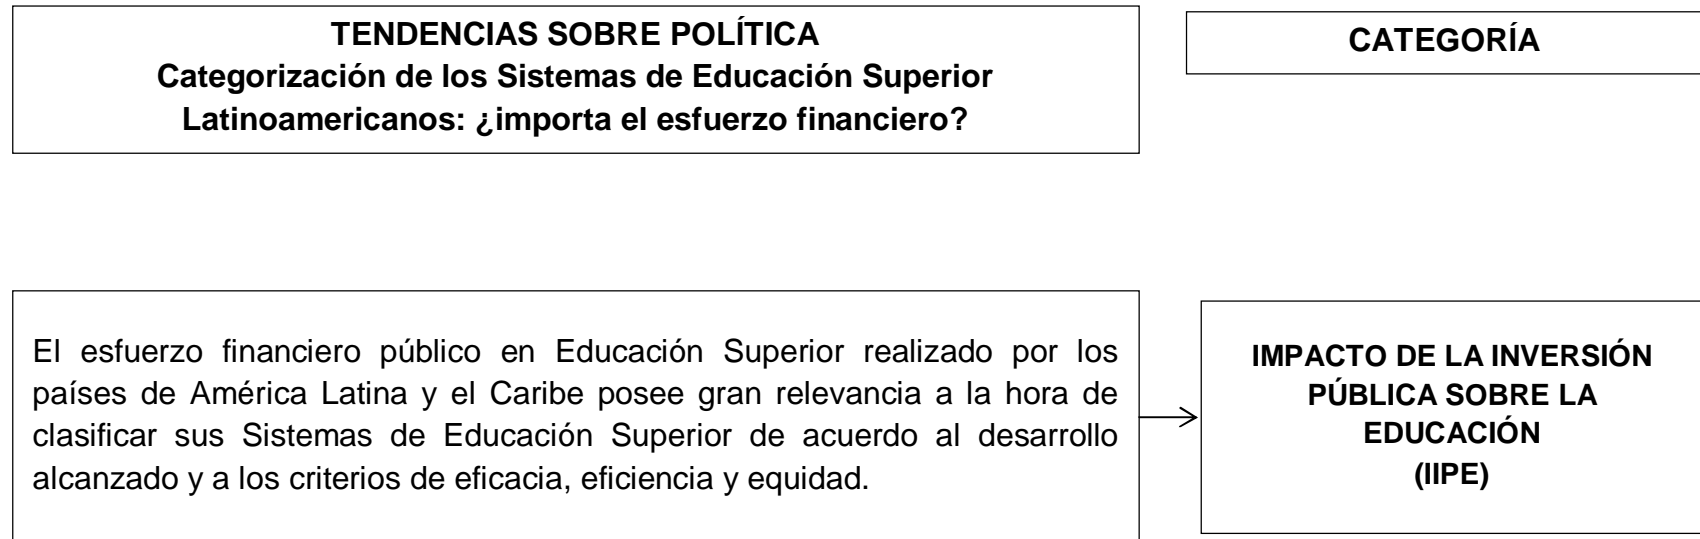 TENDENCIAS SOBRE POLÍTICA
Categorización de los Sistemas de Educación Superior
Latinoamericanos: ¿importa el esfuerzo financiero?
CATEGORÍA
El esfuerzo financiero público en Educación Superior realizado por los
países de América Latina y el Caribe posee gran relevancia a la hora de
clasificar sus Sistemas de Educación Superior de acuerdo al desarrollo
alcanzado y a los criterios de eficacia, eficiencia y equidad.
IMPACTO DE LA INVERSIÓN
PÚBLICA SOBRE LA
EDUCACIÓN
(IIPE)